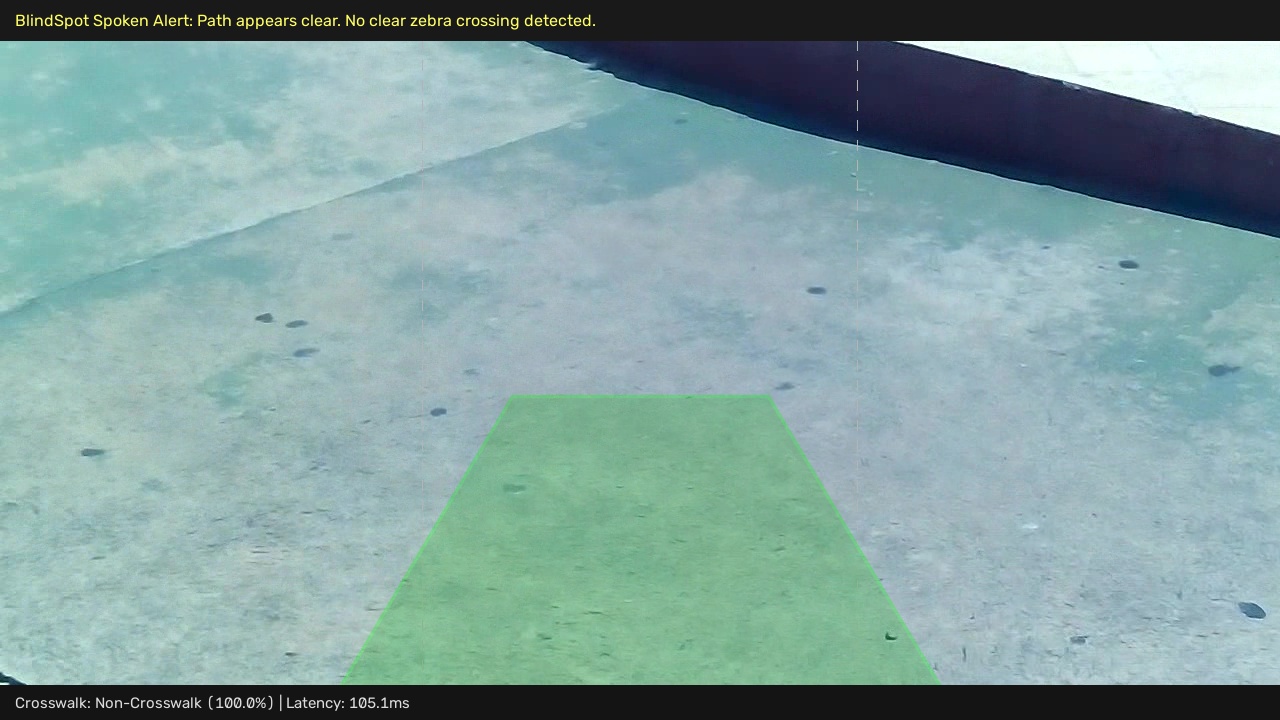 BlindSpot Spoken Alert: Path appears clear. No clear zebra crossing detected.
Crosswalk: Non-Crosswalk (100.0%) | Latency: 105.1ms